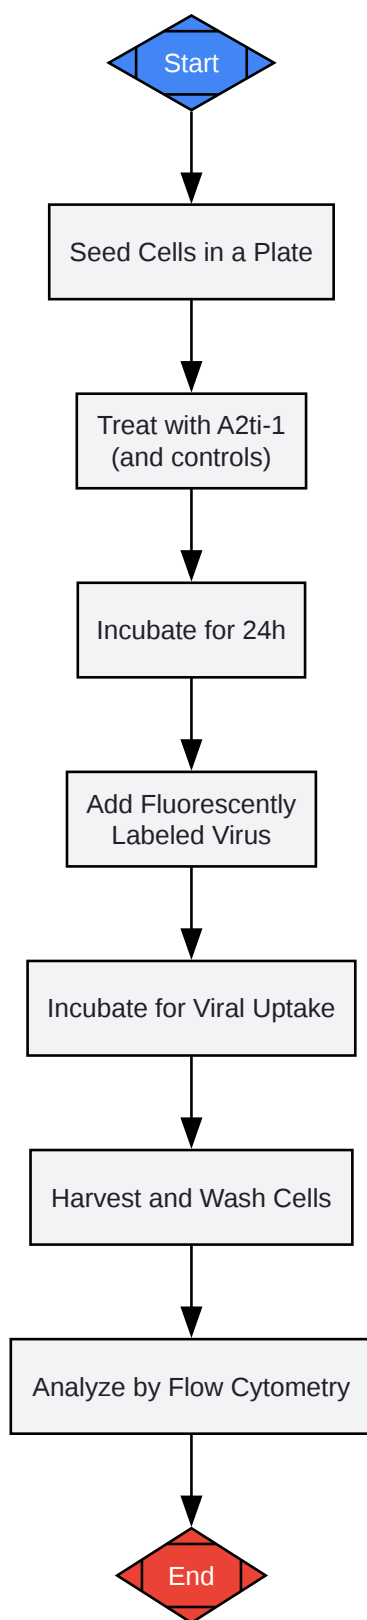 Start
Seed Cells in a Plate
Treat with A2ti-1
(and controls)
Incubate for 24h
Add Fluorescently
Labeled Virus
Incubate for Viral Uptake
Harvest and Wash Cells
Analyze by Flow Cytometry
End